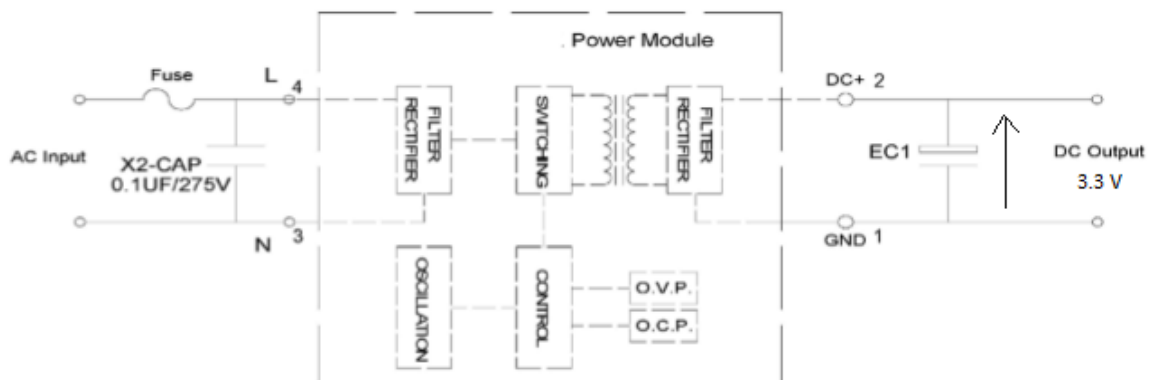 . Power Module
Fuse
L
4
DC+ 2
AC Input
X2-CAP
0.1UF/275V
FILTER
RECTIFIER
SWITCHING
FILTER
RECTIFIER
EC1
DC Output
3.3 V
N
3
GND 1
OSCILLATION
CONTROL
O.V.P.
O.C.P.